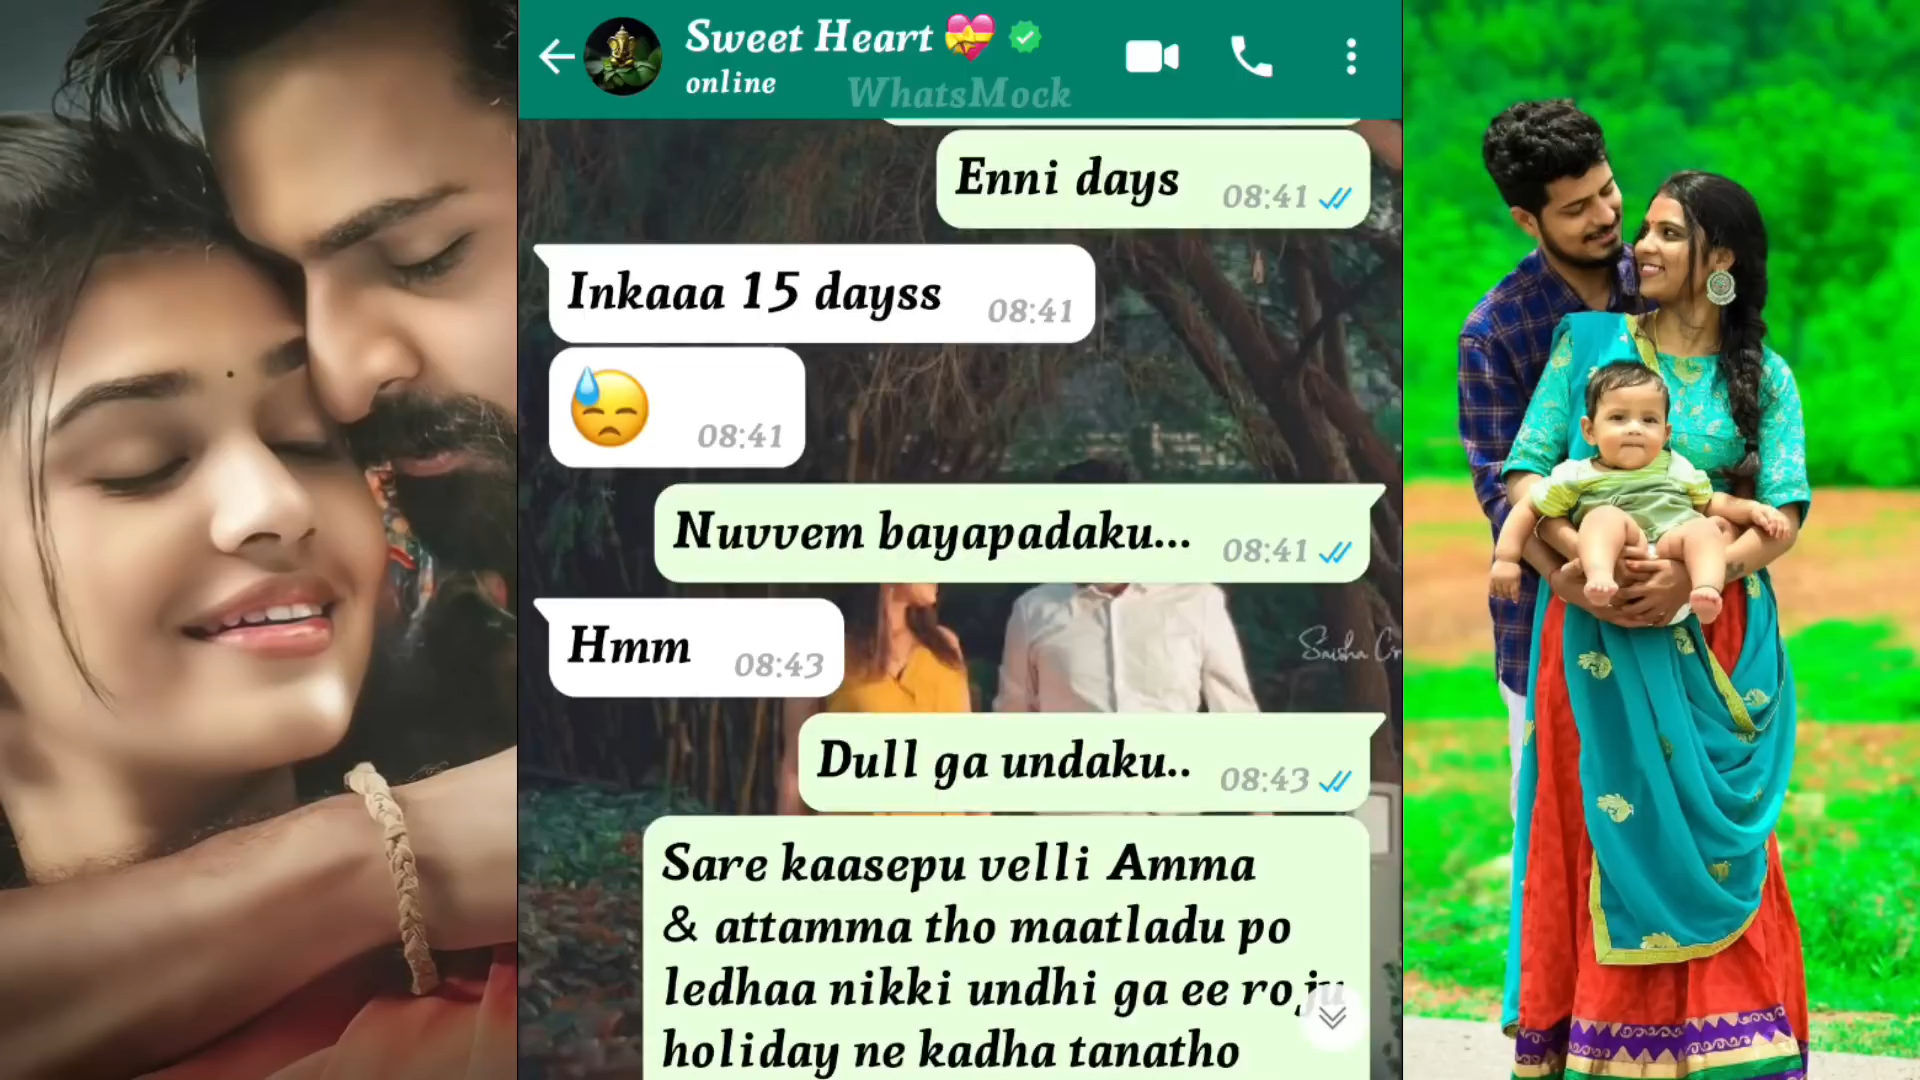 Sweet Heart
online
WhatsMock
Enni days
08:41
Inkaaa 15 dayss
08:41
08:41
Nuvvem bayapadaku...
08:41
Hmm
08:43
Dull ga undaku..
08:43
Sare kaasepu velli Amma
& attamma tho maatladu po
ledhaa nikki undhi ga ee roju
holiday ne kadha tanatho